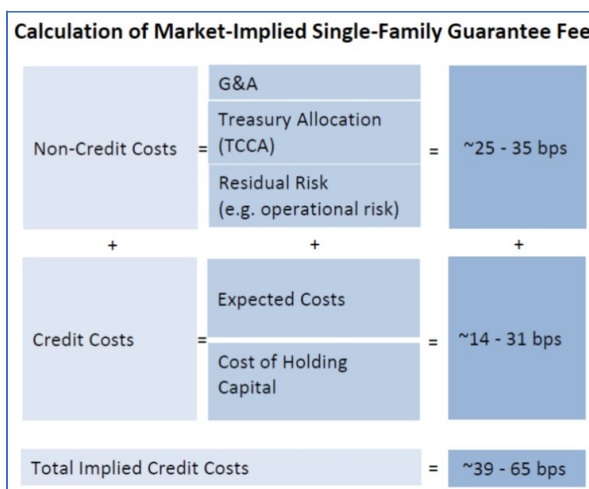 Calculation of Market-Implied Single-Family Guarantee Fee
G&A
Non-Credit Costs = Treasury Allocation (TCCA) = ~25 - 35 bps
Residual Risk
(e.g. operational risk)
+ + +
Expected Costs
Credit Costs = = ~14 - 31 bps
Cost of Holding
Capital
Total Implied Credit Costs = ~39 - 65 bps